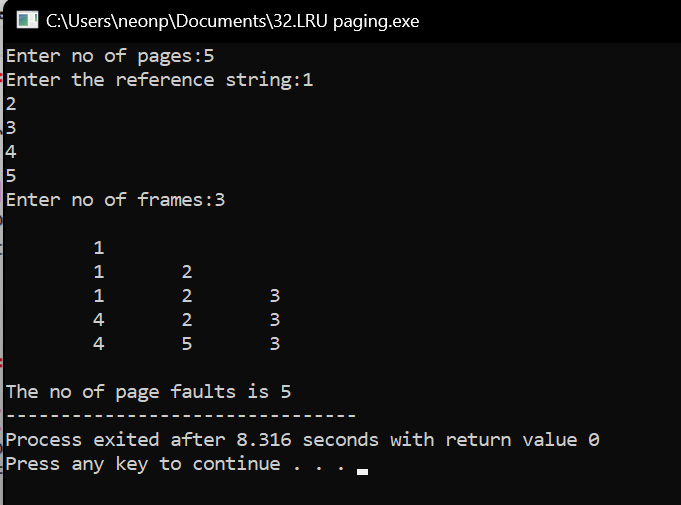 C:\Users\neonp\Documents\32.LRU paging.exe
Enter no of pages:5
Enter the reference string:1
2
3
4
5
Enter no of frames:3
1
1 2
1 2 3
4 2 3
4 5 3
The no of page faults is 5
--------------------------------
Process exited after 8.316 seconds with return value 0
Press any key to continue . . .